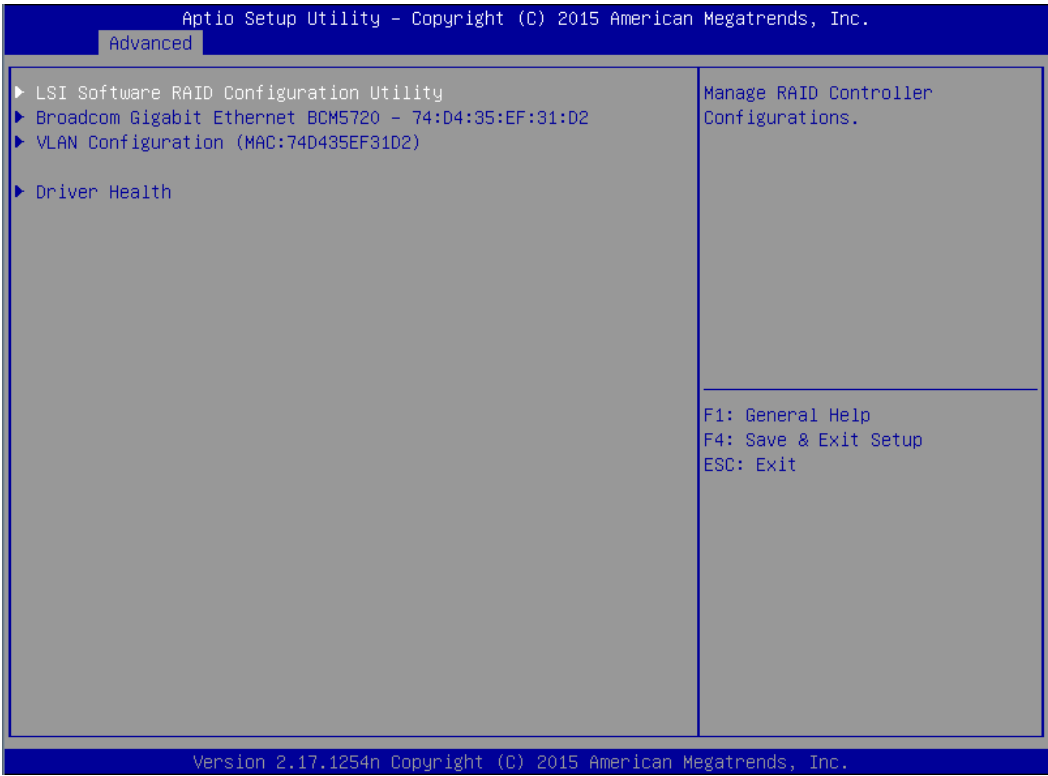 Aptio Setup Utility – Copyright (C) 2015 American Megatrends, Inc.
Advanced
LSI Software RAID Configuration Utility
Broadcom Gigabit Ethernet BCM5720 – 74:D4:35:EF:31:D2
VLAN Configuration (MAC:74D435EF31D2)
Driver Health
Manage RAID Controller
Configurations.
F1: General Help
F4: Save & Exit Setup
ESC: Exit
Version 2.17.1254n Copyright (C) 2015 American Megatrends, Inc.